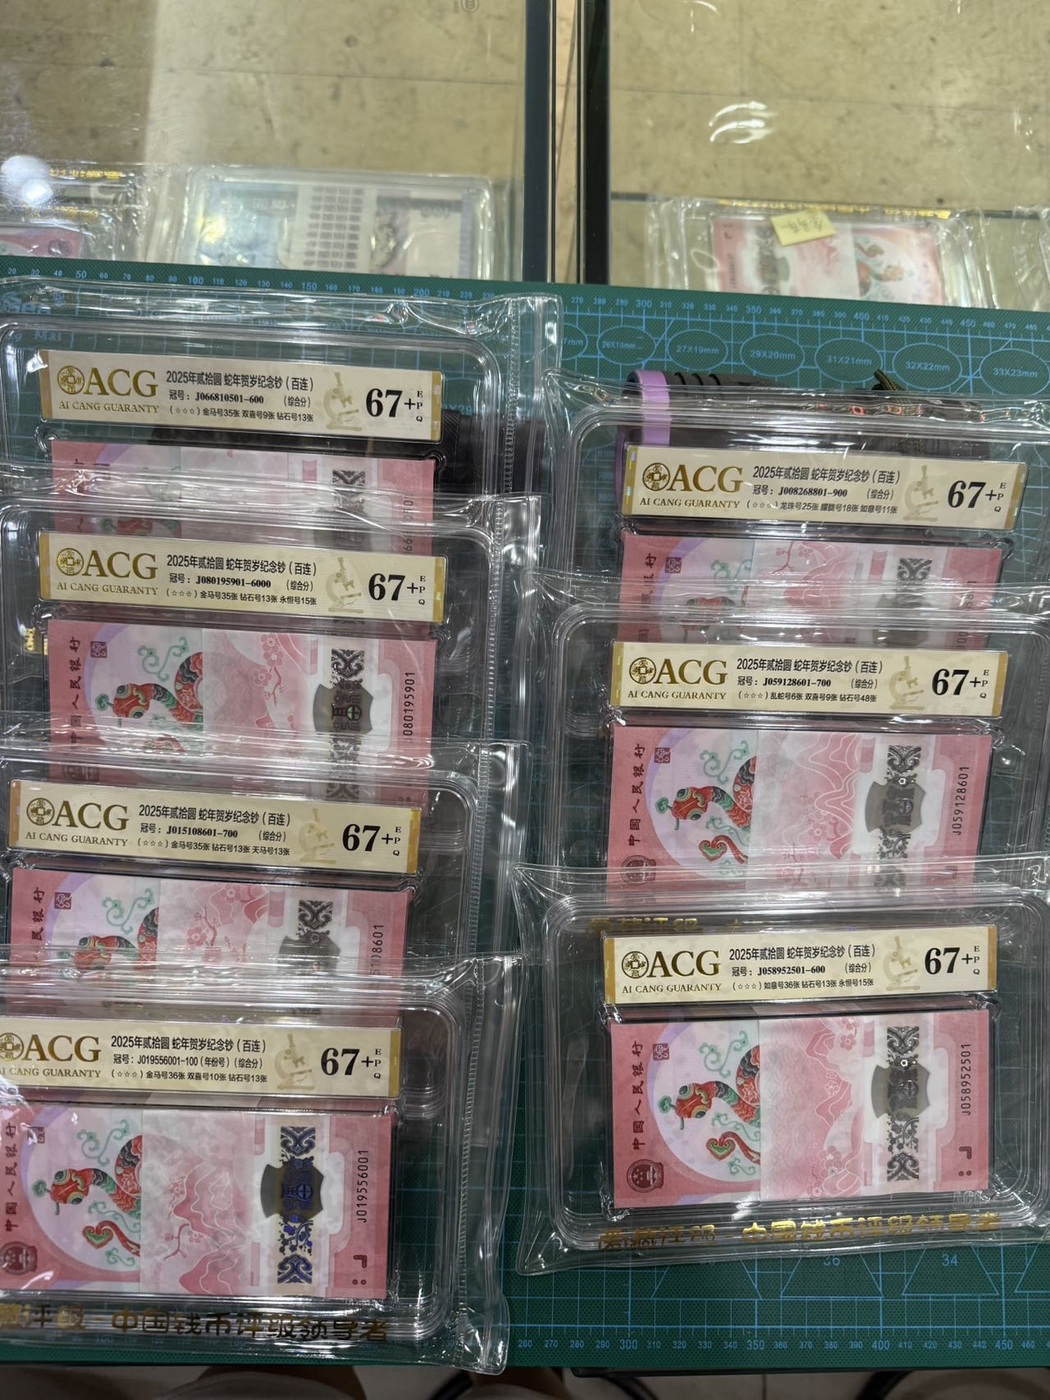 ACG
AI CANG GUARANTY
2025年贰拾圆 蛇年贺岁纪念钞（百连）
冠号：J066810501-600 （综合分）
(☆☆☆) 金马号35张 双喜号9张 钻石号13张
67+ E P Q
ACG
AI CANG GUARANTY
2025年贰拾圆 蛇年贺岁纪念钞（百连）
冠号：J080195901-6000 （综合分）
(☆☆☆) 金马号35张 钻石号13张 永恒号15张
67+ E P Q
中国人民银行
J080195901
ACG
AI CANG GUARANTY
2025年贰拾圆 蛇年贺岁纪念钞（百连）
冠号：J015108601-700 （综合分）
(☆☆☆) 金马号35张 钻石号13张 天马号13张
67+ E P Q
国人民银行
5108601
ACG
AI CANG GUARANTY
2025年贰拾圆 蛇年贺岁纪念钞（百连）
冠号：J019556001-100 (年份号) (综合分)
(☆☆☆) 金马号36张 双喜号10张 钻石号13张
67+ E P Q
中国人民银行
J019556001
评级 中国钱币评级领导者
ACG
AI CANG GUARANTY
2025年贰拾圆 蛇年贺岁纪念钞（百连）
冠号：J008268801-900 （综合分）
(☆☆☆) 龙珠号25张 如意号11张
67+ E P Q
ACG
AI CANG GUARANTY
2025年贰拾圆 蛇年贺岁纪念钞（百连）
冠号：J059128601-700 （综合分）
(☆☆☆) 乱蛇号6张 双喜号9张 钻石号48张
67+ E P Q
中国人民银行
J059128601
ACG
AI CANG GUARANTY
2025年贰拾圆 蛇年贺岁纪念钞（百连）
冠号：J058952501-600 （综合分）
(☆☆☆) 如意号36张 钻石号13张 永恒号15张
67+ E P Q
中国人民银行
J058952501
中国钱币评级领导者
27X19mm
29X20mm
31X21mm
32X22mm
33X23mm